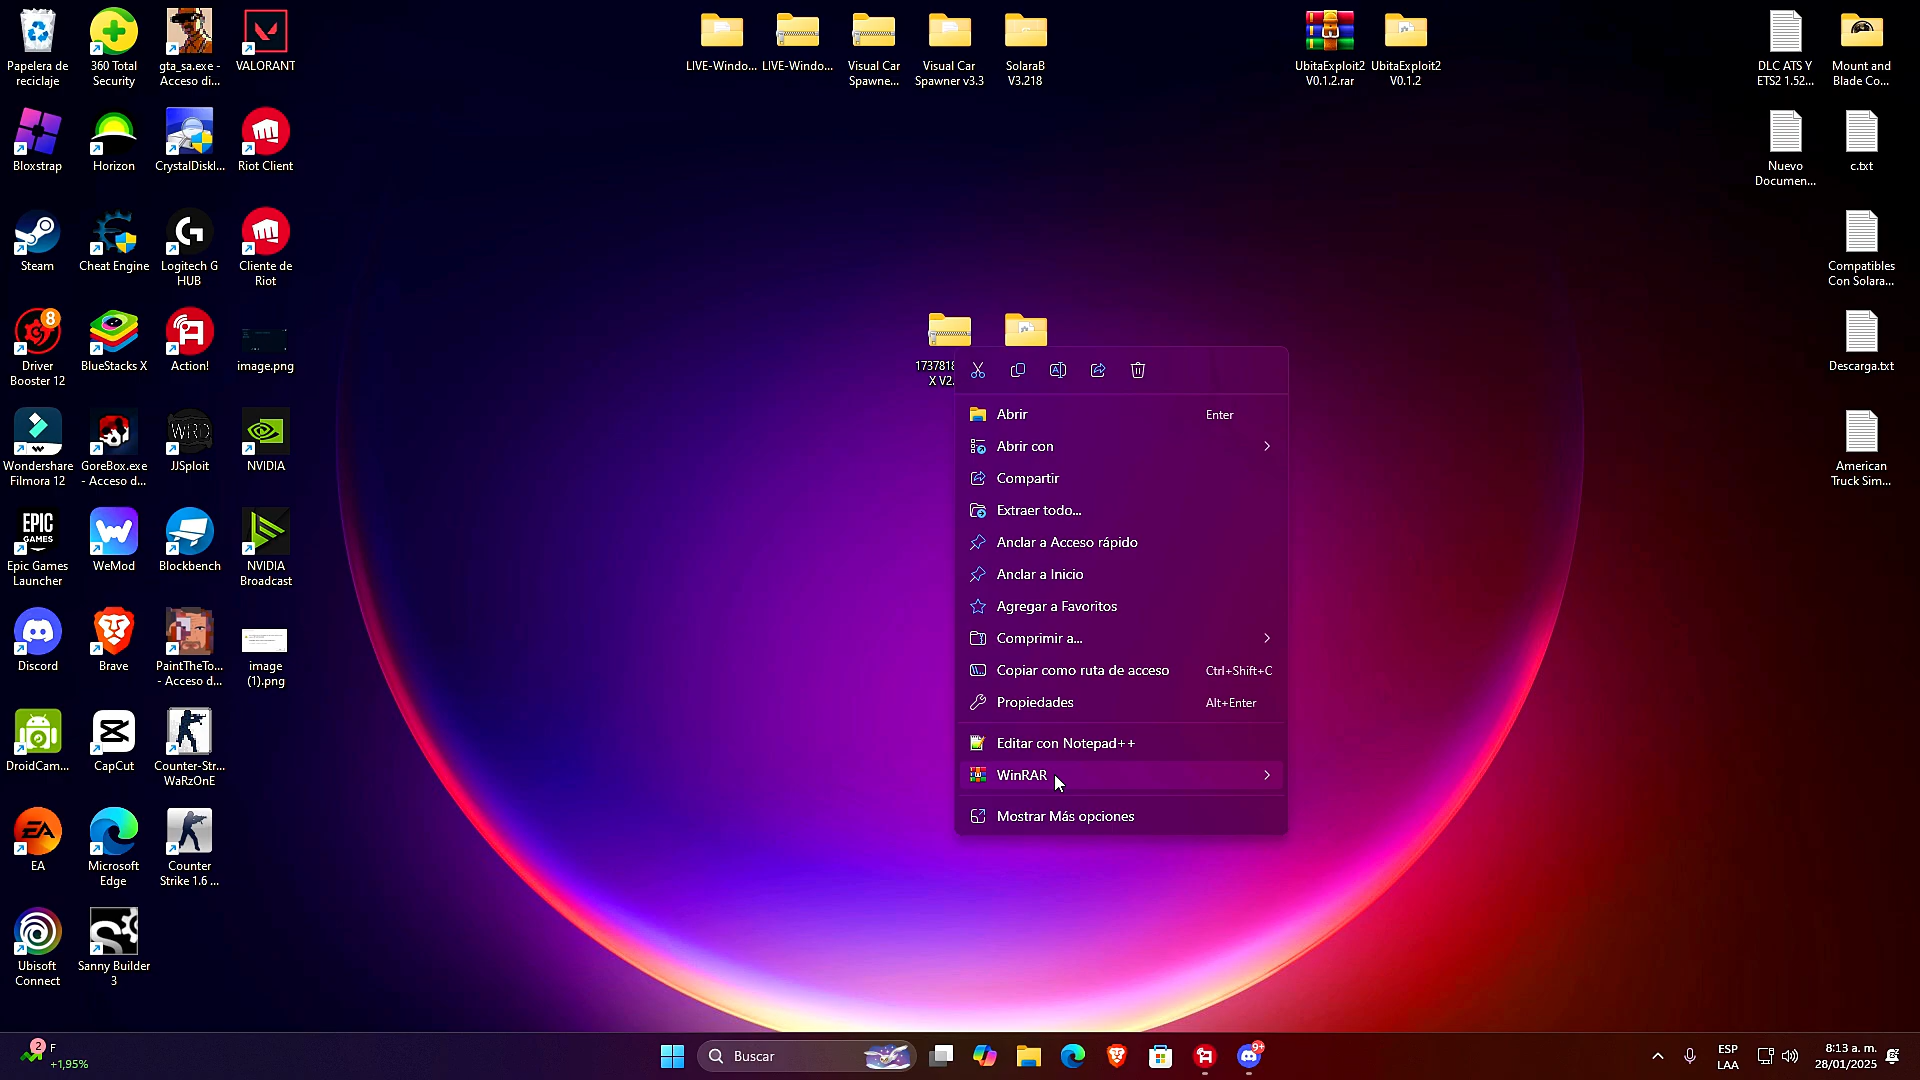 Papelera de
reciclaje
360 Total
Security
gta_sa.exe -
Acceso di...
VALORANT
LIVE-Windo...
LIVE-Windo...
Visual Car
Spawne...
Visual Car
Spawner v3.3
SolaraB
V3.218
UbitaExploit2
V0.1.2.rar
UbitaExploit2
V0.1.2
DLC ATS Y
ETS2 1.52...
Mount and
Blade Co...
Bloxstrap
Horizon
CrystalDiskI...
Riot Client
Nuevo
Documen...
c.txt
Steam
Cheat Engine
Logitech G
HUB
Cliente de
Riot
Compatibles
Con Solara...
8
Driver
Booster 12
BlueStacks X
Action!
image.png
Descarga.txt
X V2.
Wondershare
Filmora 12
GoreBox.exe
- Acceso d...
WRD
JJSploit
NVIDIA
American
Truck Sim...
EPIC
GAMES
Epic Games
Launcher
WeMod
Blockbench
NVIDIA
Broadcast
Discord
Brave
PaintTheTo...
- Acceso d...
image
(1).png
DroidCam...
CapCut
Counter-Str...
WaRzOnE
EA
EA
Microsoft
Edge
Counter
Strike 1.6 ...
Ubisoft
Connect
Sanny Builder
3
Abrir Enter
Abrir con
Compartir
Extraer todo...
Anclar a Acceso rápido
Anclar a Inicio
Agregar a Favoritos
Comprimir a...
Copiar como ruta de acceso Ctrl+Shift+C
Propiedades Alt+Enter
Editar con Notepad++
WinRAR
Mostrar Más opciones
2
F
+1,95%
Buscar
9+
ESP
LAA
8:13 a. m.
28/01/2025